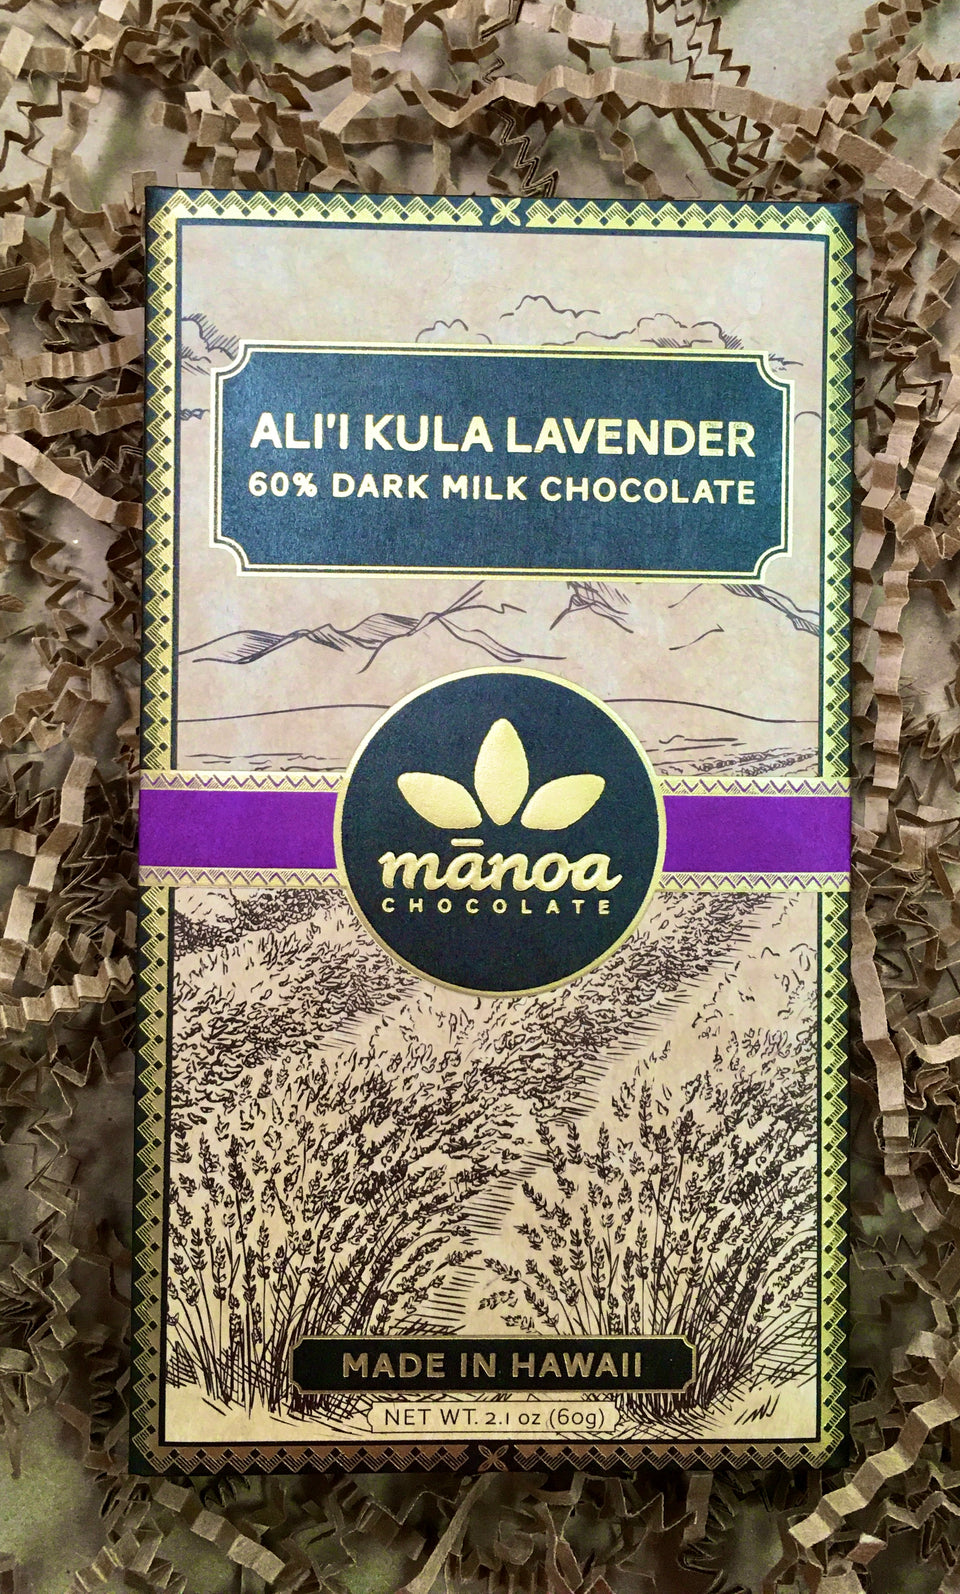 ALI'I KULA LAVENDER
60% DARK MILK CHOCOLATE
mānoa
CHOCOLATE
MADE IN HAWAII
NET WT. 2.1 oz (60g)